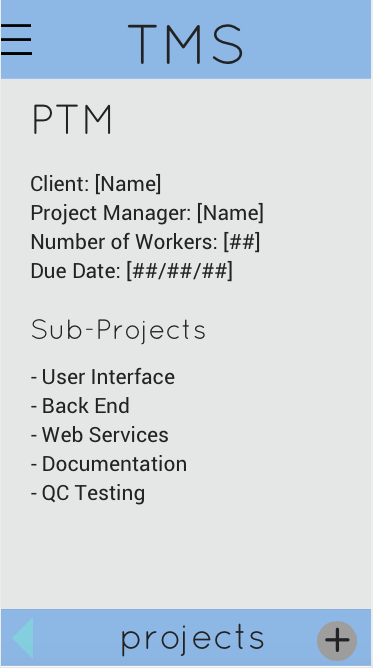 TMS
PTM
Client: [Name]
Project Manager: [Name]
Number of Workers: [##]
Due Date: [##/##/##]
Sub-Projects
- User Interface
- Back End
- Web Services
- Documentation
- QC Testing
projects
+